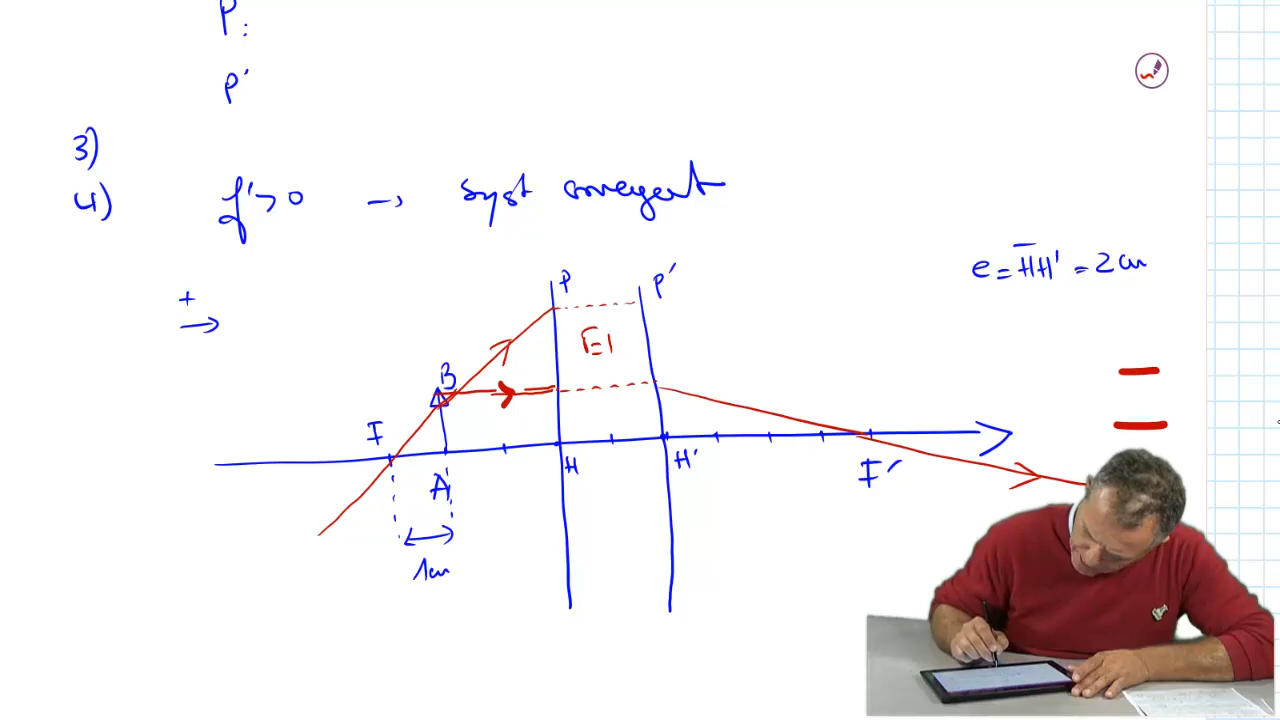 P:
P'
3)
4) f'>0 → syst convergent
e = HH' = 2 cm
+
→
P P'
E1
B
F
A
H H'
F'
1cm